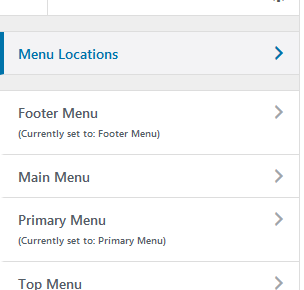 Menu Locations
Footer Menu
(Currently set to: Footer Menu)
Main Menu
Primary Menu
(Currently set to: Primary Menu)
Top Menu